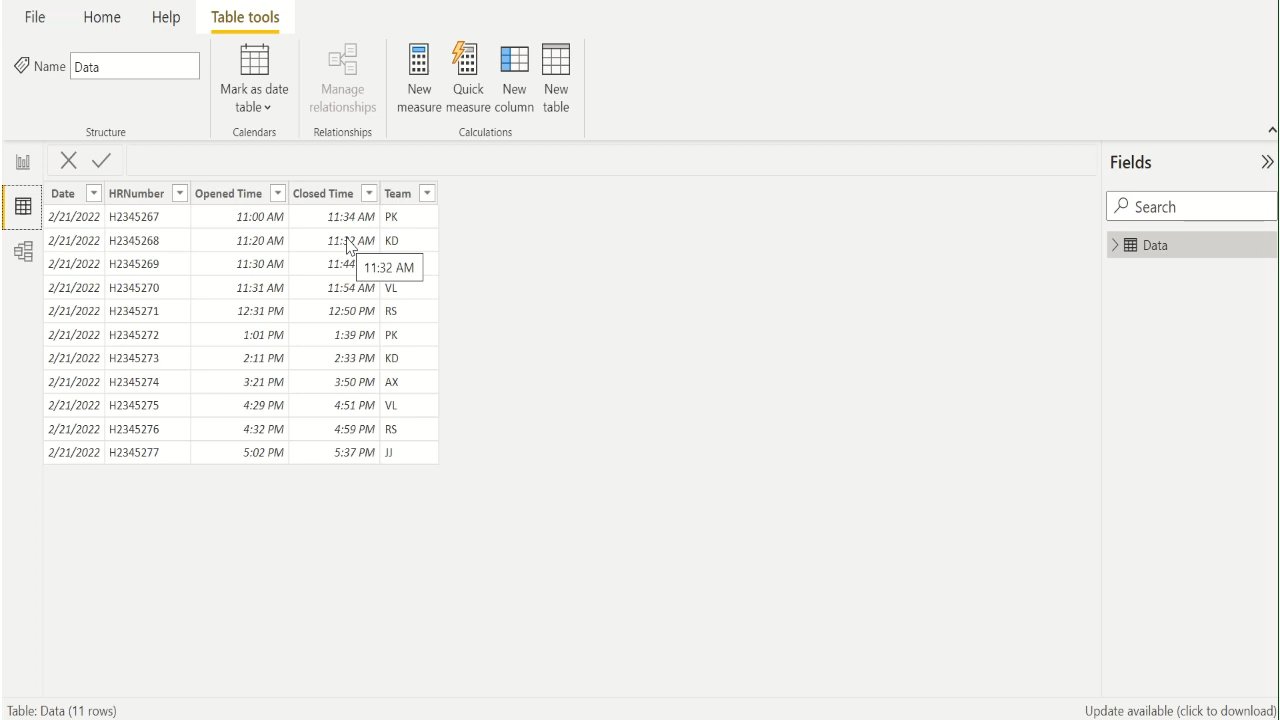 File Home Help Table tools
Name Data
Mark as date table
Manage relationships
New measure
Quick measure
New column
New table
Structure Calendars Relationships Calculations
Fields
Search
Data
Date HRNumber Opened Time Closed Time Team
2/21/2022 H2345267 11:00 AM 11:34 AM PK
2/21/2022 H2345268 11:20 AM AM KD
2/21/2022 H2345269 11:30 AM 11:44
11:32 AM
2/21/2022 H2345270 11:31 AM 11:54 AM VL
2/21/2022 H2345271 12:31 PM 12:50 PM RS
2/21/2022 H2345272 1:01 PM 1:39 PM PK
2/21/2022 H2345273 2:11 PM 2:33 PM KD
2/21/2022 H2345274 3:21 PM 3:50 PM AX
2/21/2022 H2345275 4:29 PM 4:51 PM VL
2/21/2022 H2345276 4:32 PM 4:59 PM RS
2/21/2022 H2345277 5:02 PM 5:37 PM JJ
Table: Data (11 rows) Update available (click to download)